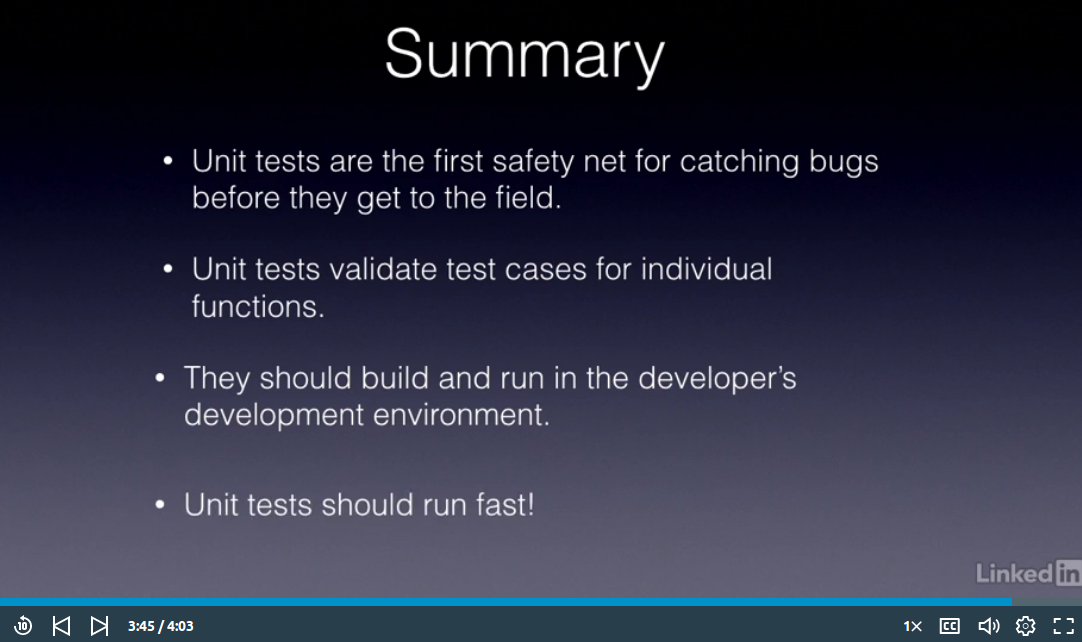 Summary
• Unit tests are the first safety net for catching bugs
before they get to the field.
• Unit tests validate test cases for individual
functions.
• They should build and run in the developer’s
development environment.
• Unit tests should run fast!
Linked in
10 3:45 / 4:03 1× CC